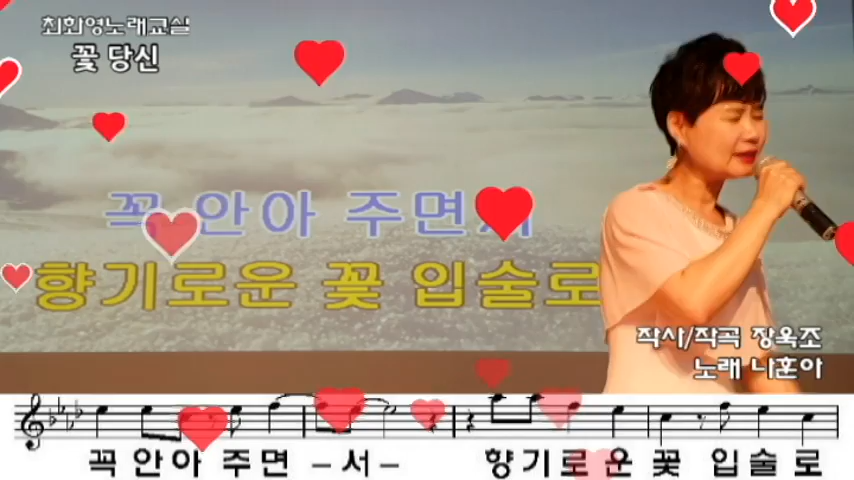 최화영노래교실
꽃 당신
꼭 안아 주면서
향기로운 꽃 입술로
작사/작곡 장욱조
노래 나훈아
꼭 안아 주면 –서– 향기로운 꽃 입술로